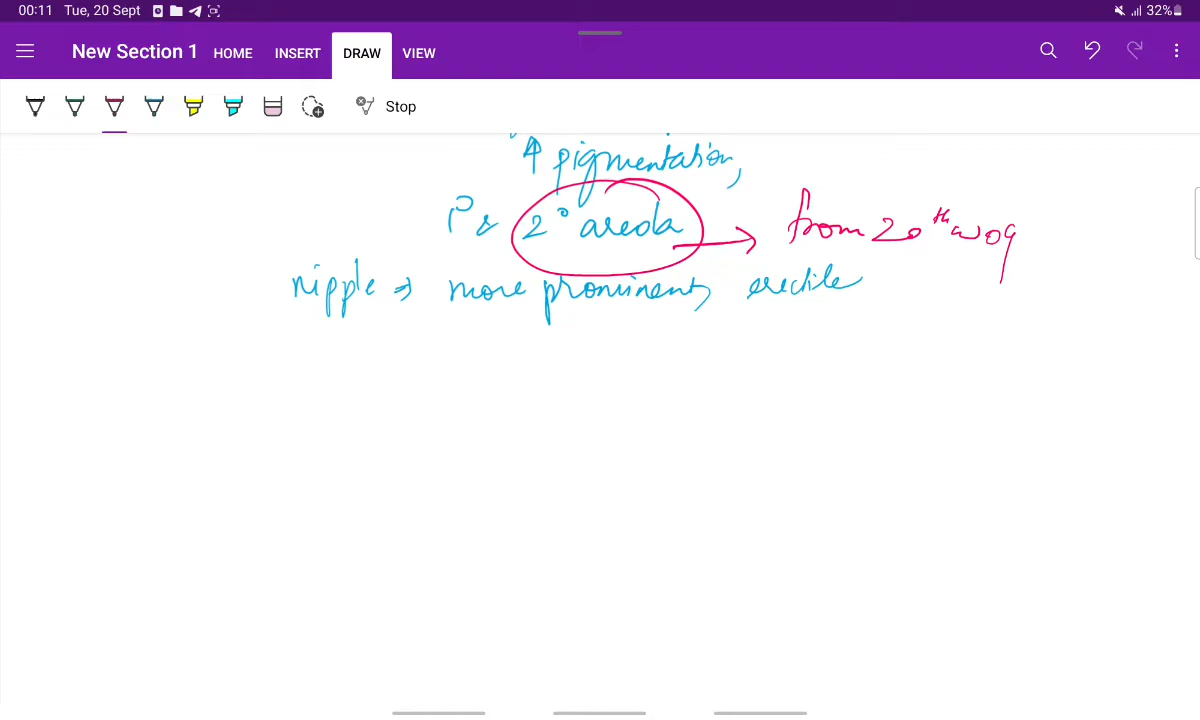 00:11 Tue, 20 Sept 32%
New Section 1 HOME INSERT DRAW VIEW
Stop
↑ pigmentation,
1° & 2° areola → from 20th wog
nipple ⇒ more prominent, erectile